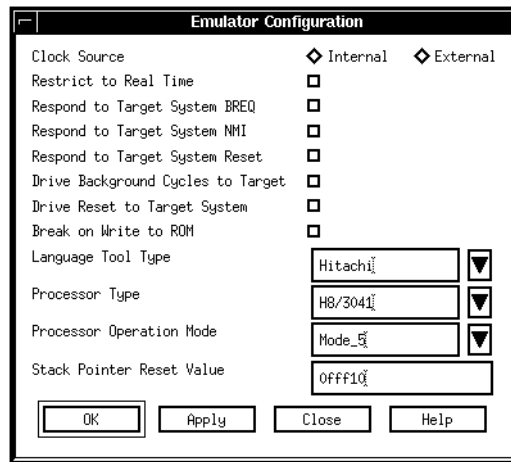 Emulator Configuration
Clock Source Internal External
Restrict to Real Time
Respond to Target System BREQ
Respond to Target System NMI
Respond to Target System Reset
Drive Background Cycles to Target
Drive Reset to Target System
Break on Write to ROM
Language Tool Type Hitachi
Processor Type H8/3041
Processor Operation Mode Mode_5
Stack Pointer Reset Value 0fff10
OK Apply Close Help